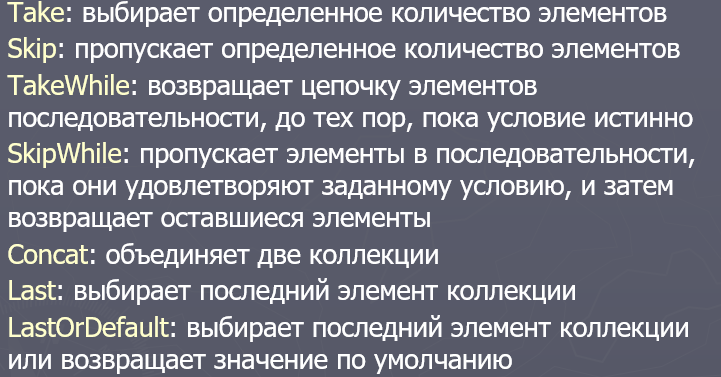 Take: выбирает определенное количество элементов
Skip: пропускает определенное количество элементов
TakeWhile: возвращает цепочку элементов
последовательности, до тех пор, пока условие истинно
SkipWhile: пропускает элементы в последовательности,
пока они удовлетворяют заданному условию, и затем
возвращает оставшиеся элементы
Concat: объединяет две коллекции
Last: выбирает последний элемент коллекции
LastOrDefault: выбирает последний элемент коллекции
или возвращает значение по умолчанию